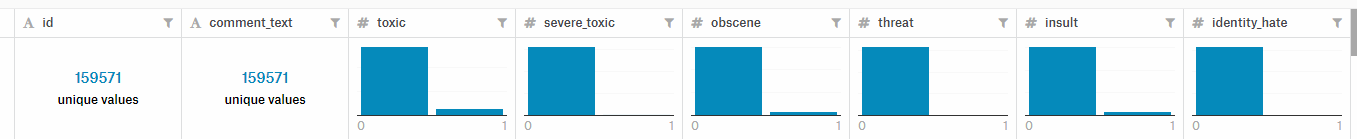 A id
A comment_text
# toxic
# severe_toxic
# obscene
# threat
# insult
# identity_hate
159571
unique values
159571
unique values
0 1
0 1
0 1
0 1
0 1
0 1